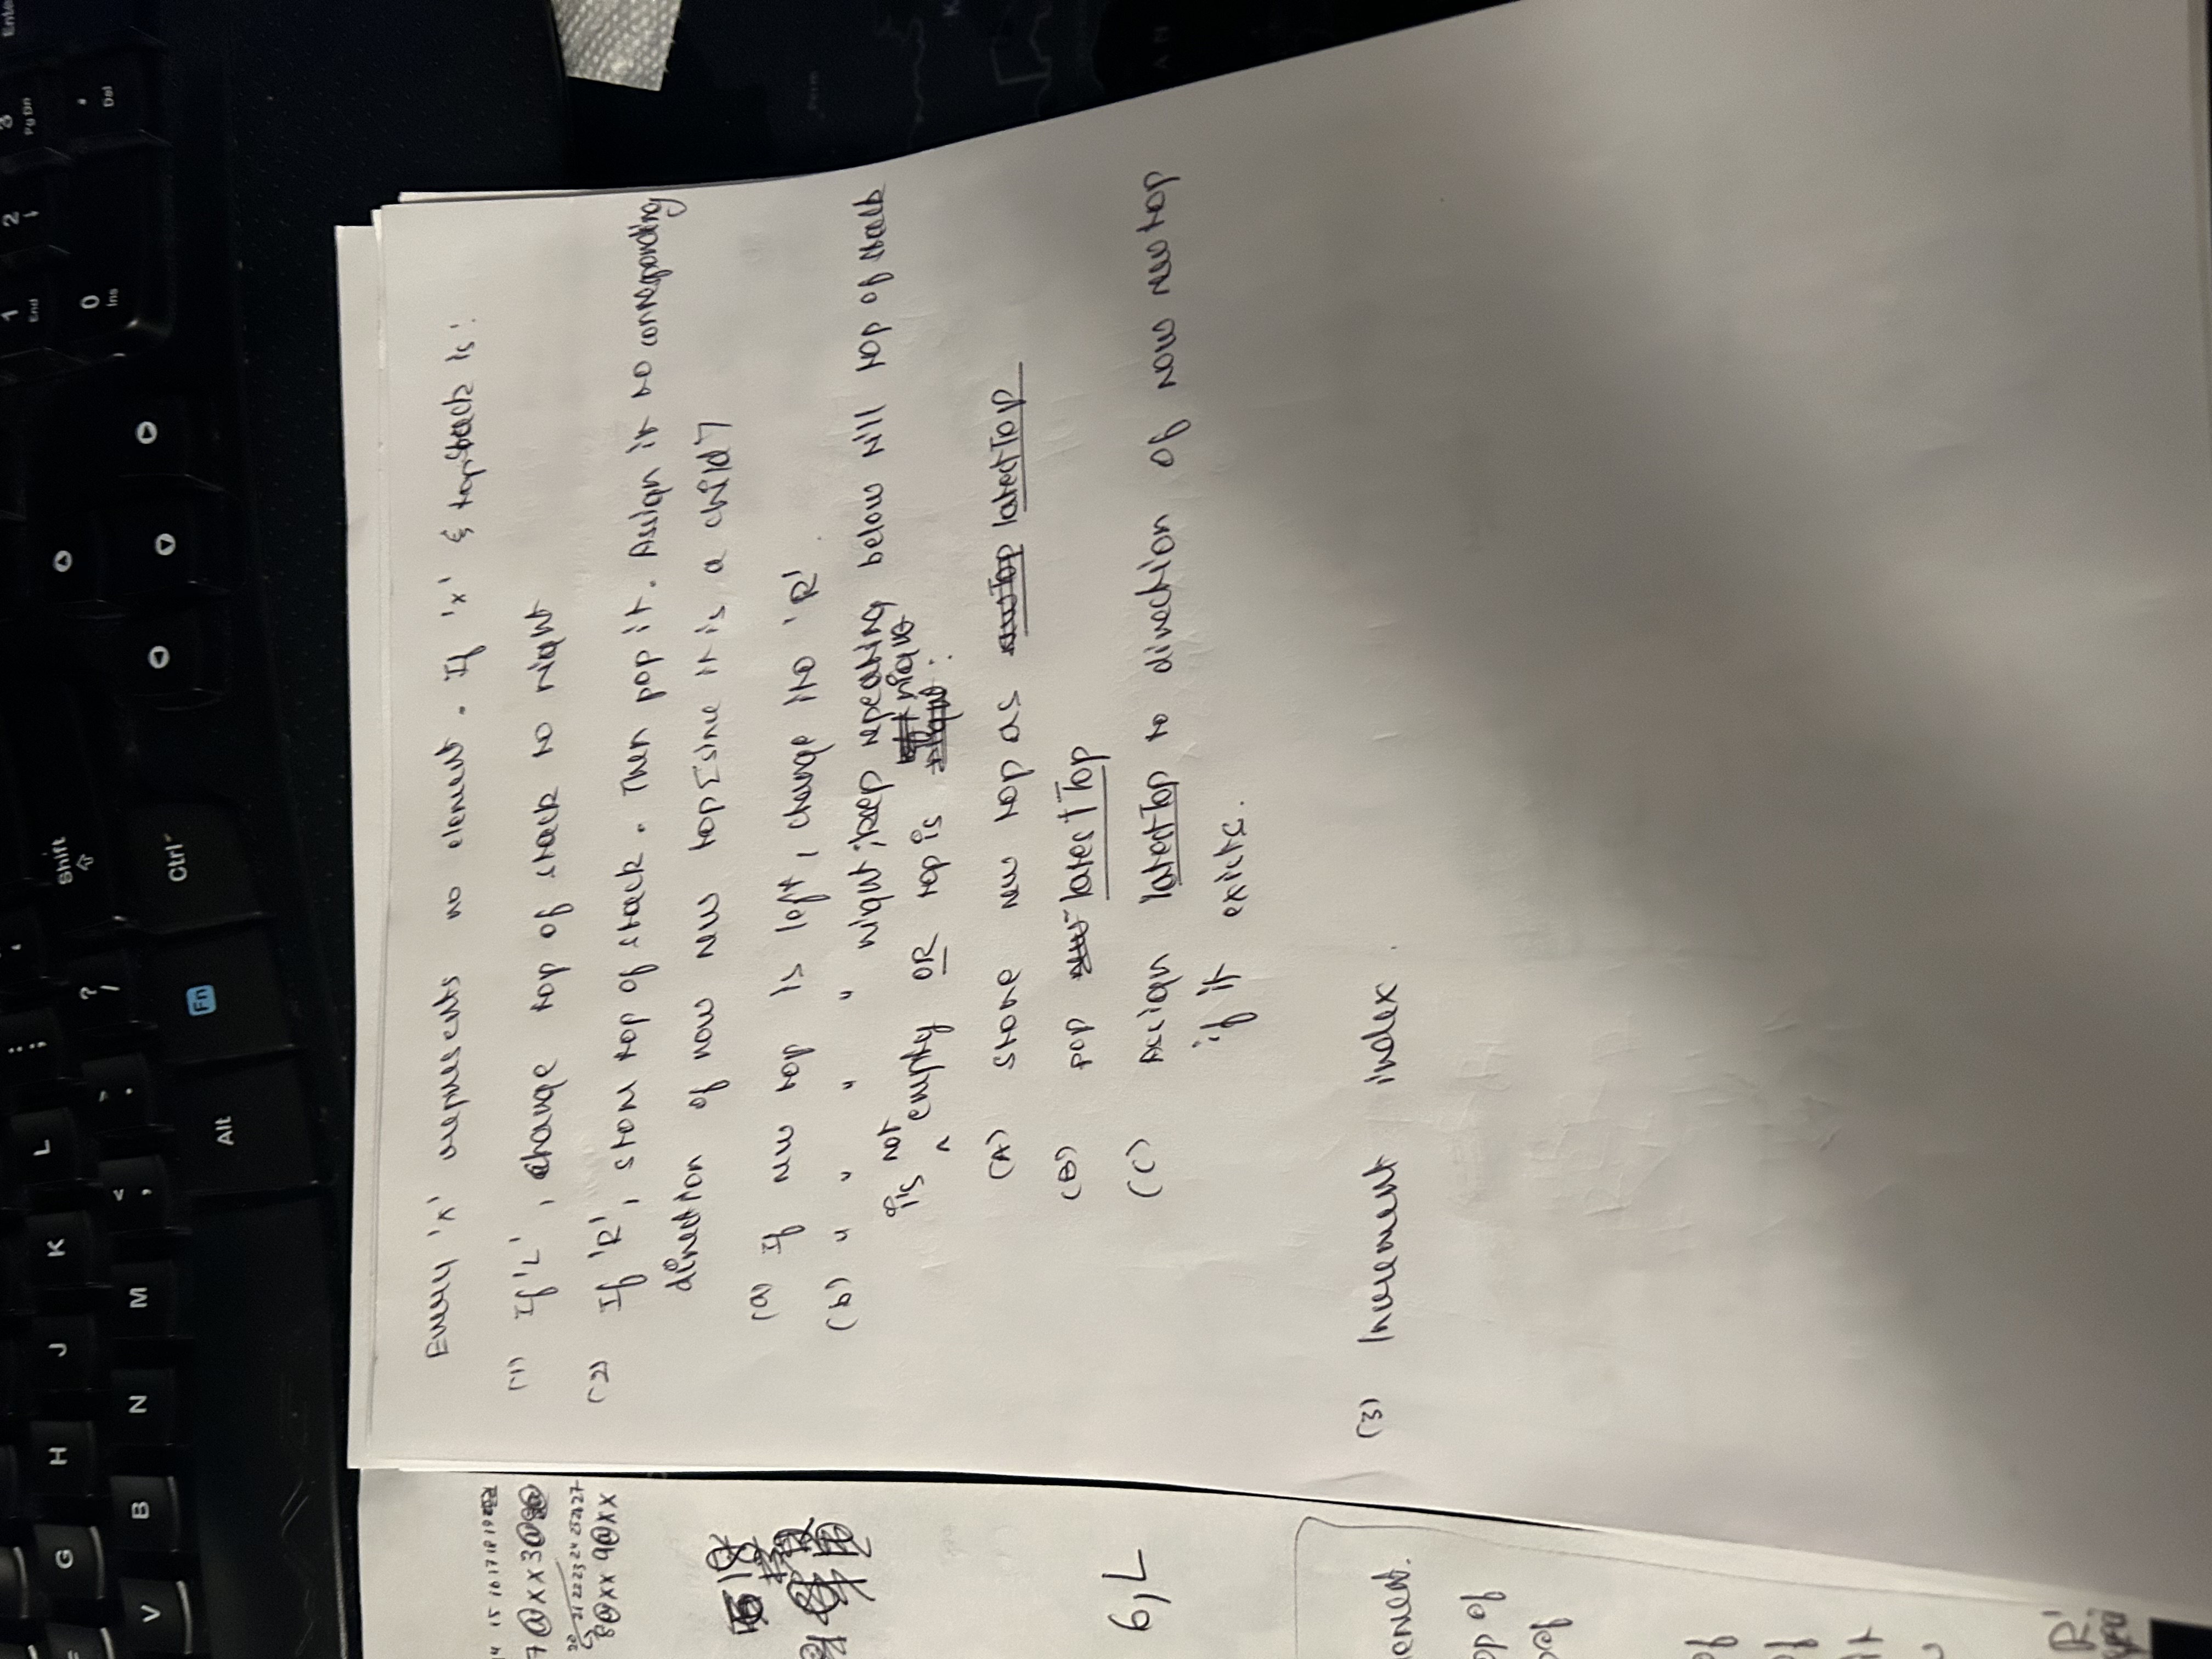 G H J K L ; Shift 1 End 2 3 Pg Dn Enter
V B N M < , > . ? / 0 Ins . Del
Alt Fn Ctrl
Every 'x' represents no element. If 'x' & top stack is:
(1) If 'L', change top of stack to right
(2) If 'R', store top of stack. Then pop it. Assign it to corresponding
direction of now new top [since it is a child]
(a) If new top is left, change it to 'R'.
(b) " " " " right; keep repeating below till top of stack
is not empty OR top is right:
(A) store new top as latestTop
(B) pop latestTop
(C) Assign latestTop to direction of now new top
if it exists.
(3) Increment index.
14 15 16 17 18 19
7@xx3@
20 21 22 23 24 25 26 27
8@xx 9@xx
18
6,L
op of
of
of
it
R'